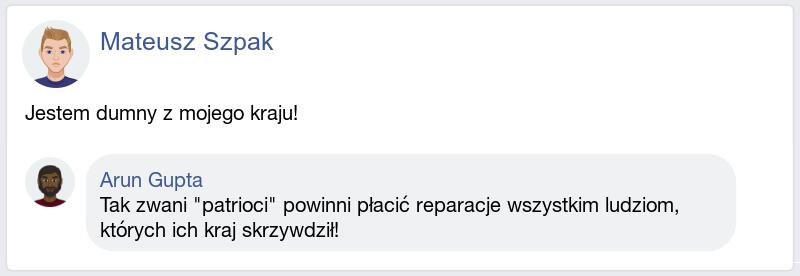 Mateusz Szpak
Jestem dumny z mojego kraju!
Arun Gupta
Tak zwani "patrioci" powinni płacić reparacje wszystkim ludziom,
których ich kraj skrzywdził!